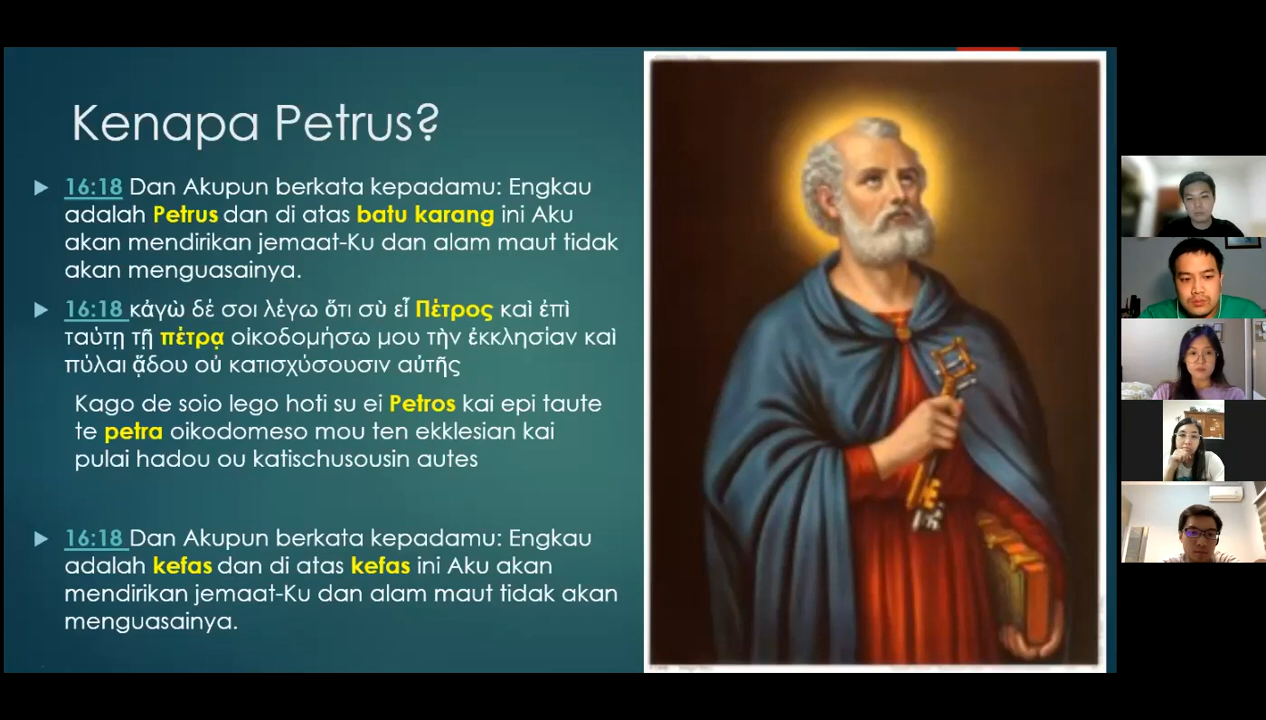 Kenapa Petrus?
16:18 Dan Akupun berkata kepadamu: Engkau
adalah Petrus dan di atas batu karang ini Aku
akan mendirikan jemaat-Ku dan alam maut tidak
akan menguasainya.
16:18 κἀγὼ δέ σοι λέγω ὅτι σὺ εἶ Πέτρος καὶ ἐπὶ
ταύτῃ τῇ πέτρᾳ οἰκοδομήσω μου τὴν ἐκκλησίαν καὶ
πύλαι ᾅδου οὐ κατισχύσουσιν αὐτῆς
Kago de soio lego hoti su ei Petros kai epi taute
te petra oikodomeso mou ten ekklesian kai
pulai hadou ou katischusousin autes
16:18 Dan Akupun berkata kepadamu: Engkau
adalah kefas dan di atas kefas ini Aku akan
mendirikan jemaat-Ku dan alam maut tidak akan
menguasainya.